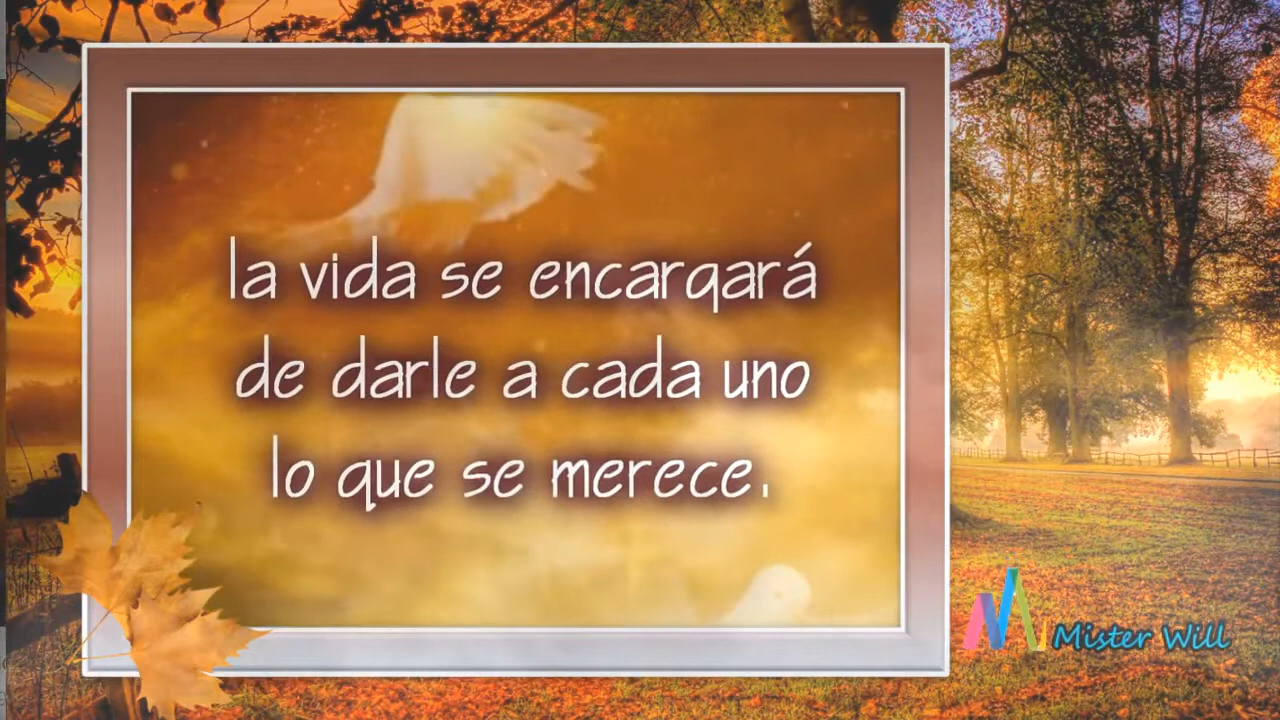 la vida se encargará
de darle a cada uno
lo que se merece.
Mister Will